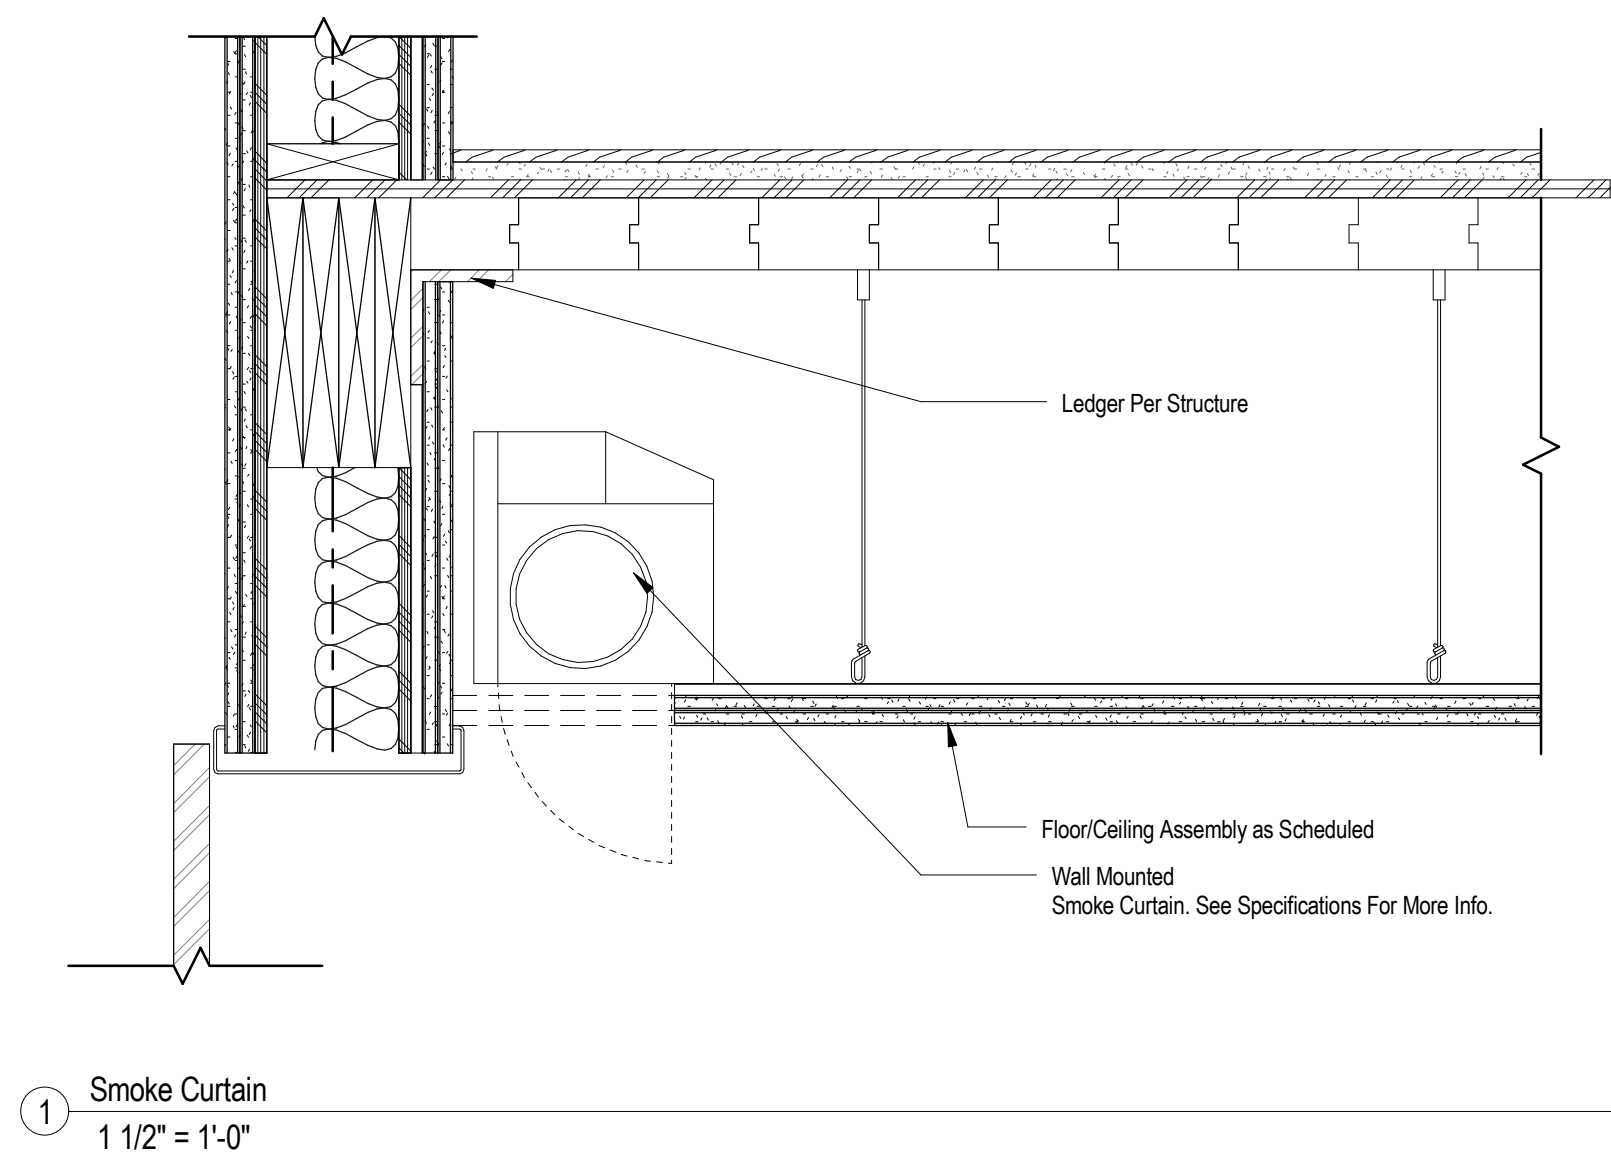 Ledger Per Structure
Floor/Ceiling Assembly as Scheduled
Wall Mounted
Smoke Curtain. See Specifications For More Info.
1
Smoke Curtain
1 1/2" = 1'-0"